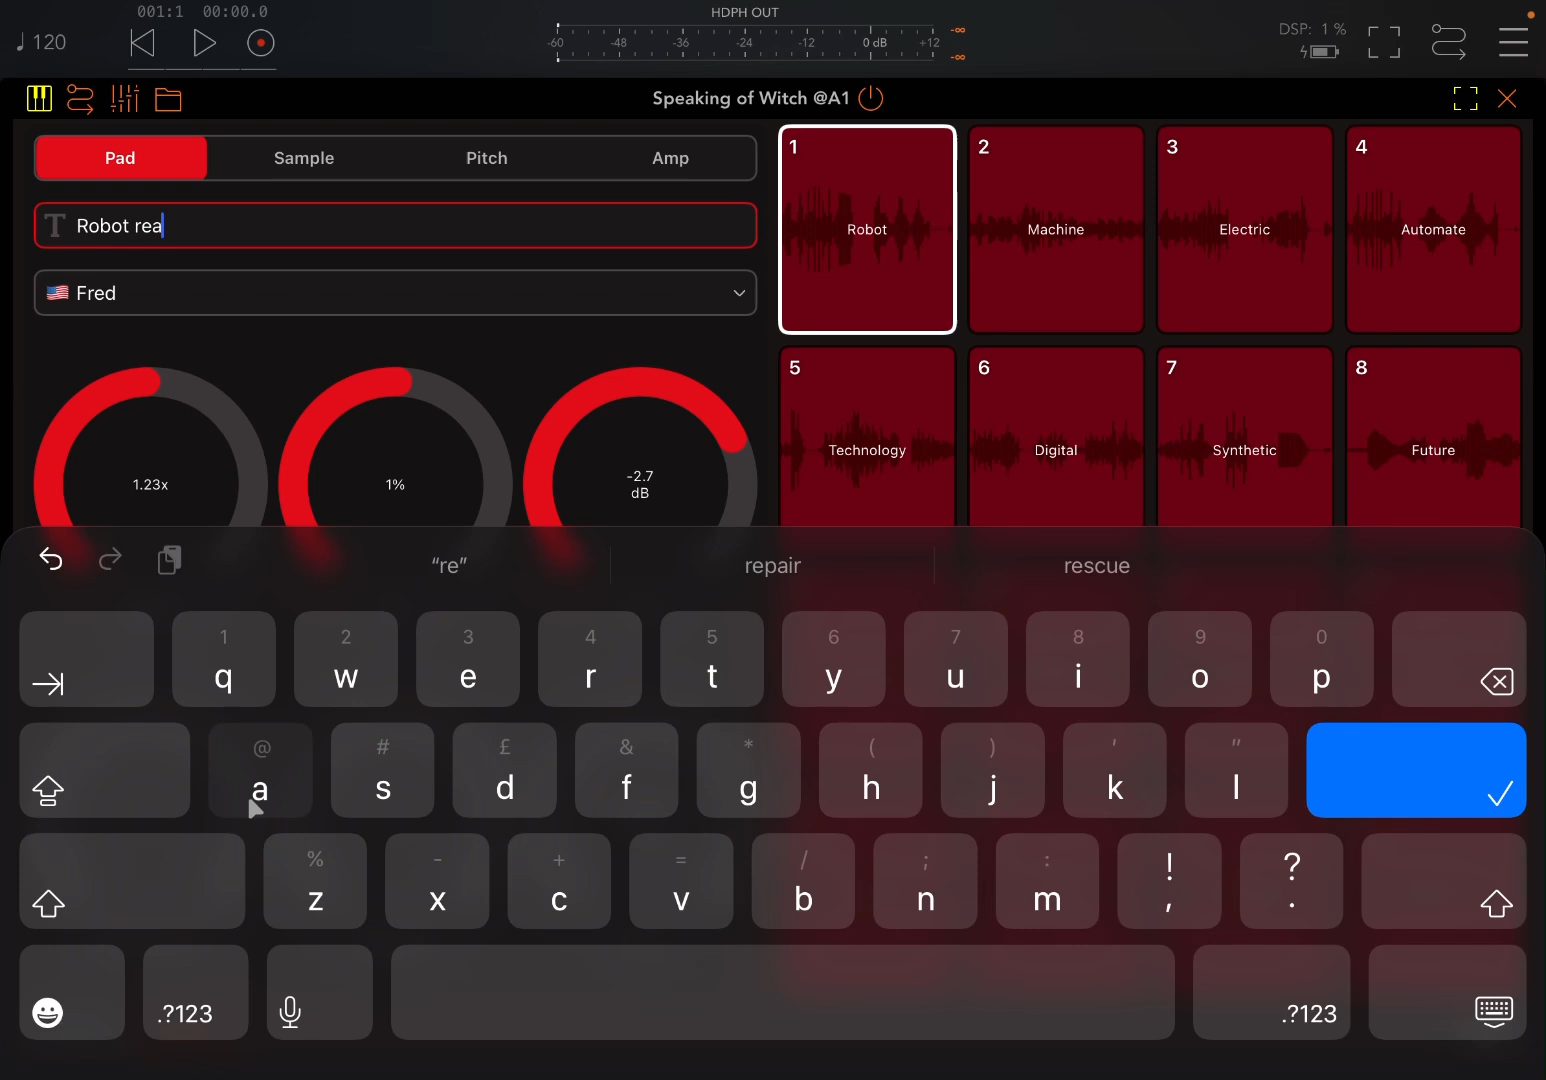 001:1 00:00.0
HDPH OUT
♩ 120
-60 -48 -36 -24 -12 0 dB +12
-∞
-∞
DSP: 1 %
Speaking of Witch @A1
Pad Sample Pitch Amp
Robot rea
Fred
1.23x
1%
-2.7
dB
1 2 3 4
Robot Machine Electric Automate
5 6 7 8
Technology Digital Synthetic Future
“re” repair rescue
1 2 3 4 5 6 7 8 9 0
q w e r t y u i o p
@ # £ & * ( ) ' "
a s d f g h j k l
% - + = / ; : ! ?
z x c v b n m , .
.?123 .?123